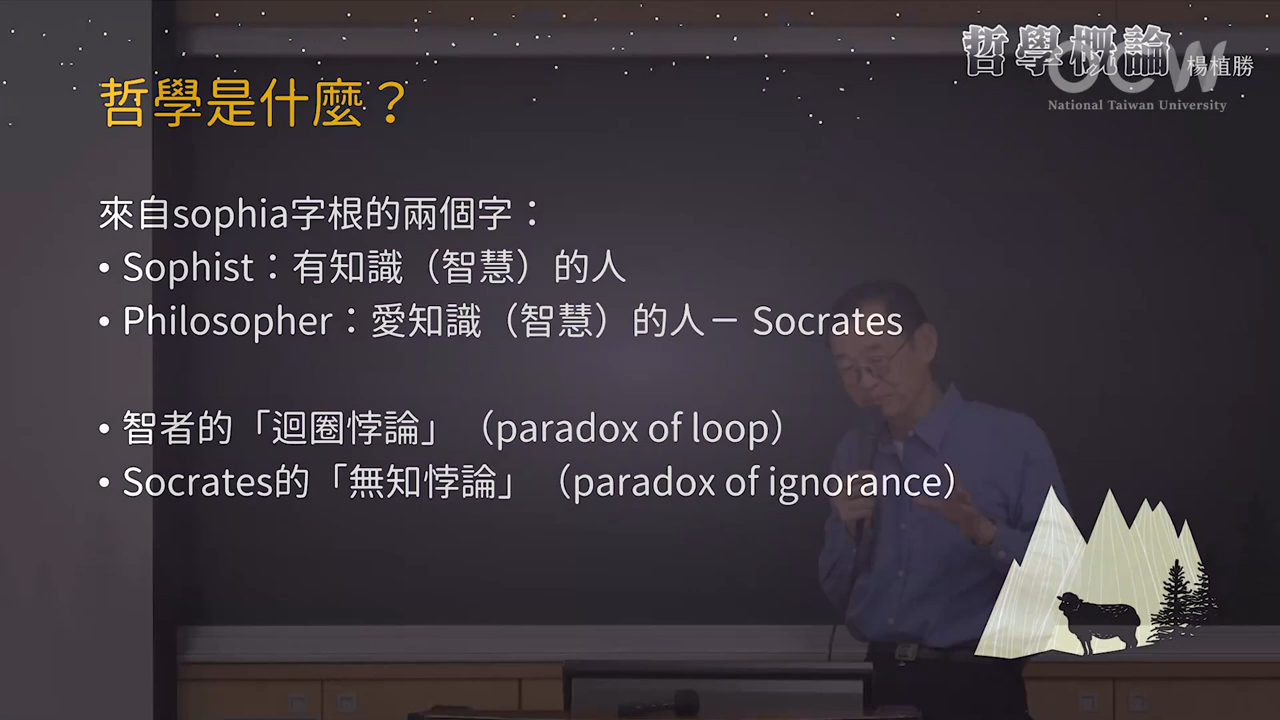 哲學概論 楊植勝
OCW
National Taiwan University
哲學是什麼？
來自sophia字根的兩個字：
• Sophist：有知識（智慧）的人
• Philosopher：愛知識（智慧）的人－ Socrates
• 智者的「迴圈悖論」（paradox of loop）
• Socrates的「無知悖論」（paradox of ignorance）